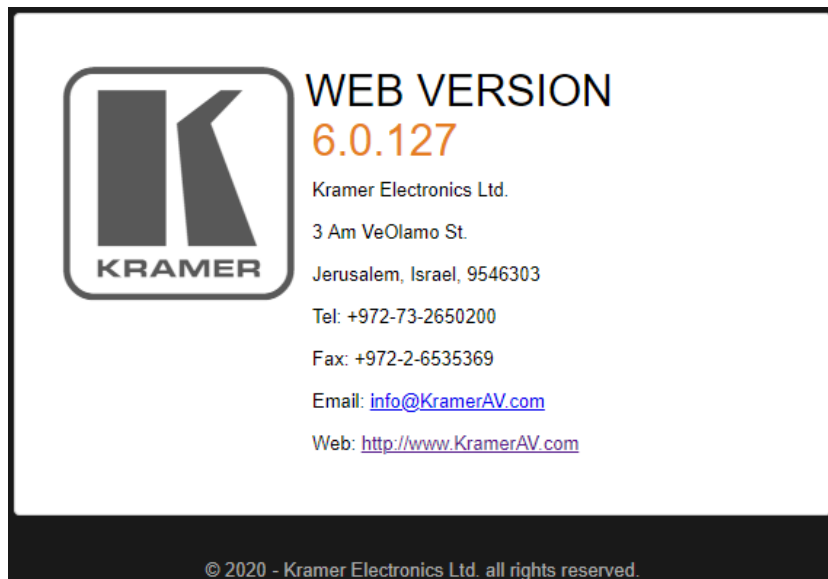 KRAMER
WEB VERSION
6.0.127
Kramer Electronics Ltd.
3 Am VeOlamo St.
Jerusalem, Israel, 9546303
Tel: +972-73-2650200
Fax: +972-2-6535369
Email: info@KramerAV.com
Web: http://www.KramerAV.com
© 2020 - Kramer Electronics Ltd. all rights reserved.